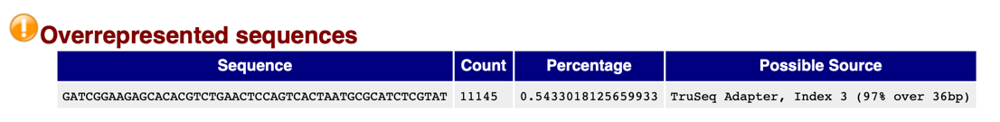 Overrepresented sequences
Sequence Count Percentage Possible Source
GATCGGAAGAGCACACGTCTGAACTCCAGTCACTAATGCGCATCTCGTAT 11145 0.5433018125659933 TruSeq Adapter, Index 3 (97% over 36bp)